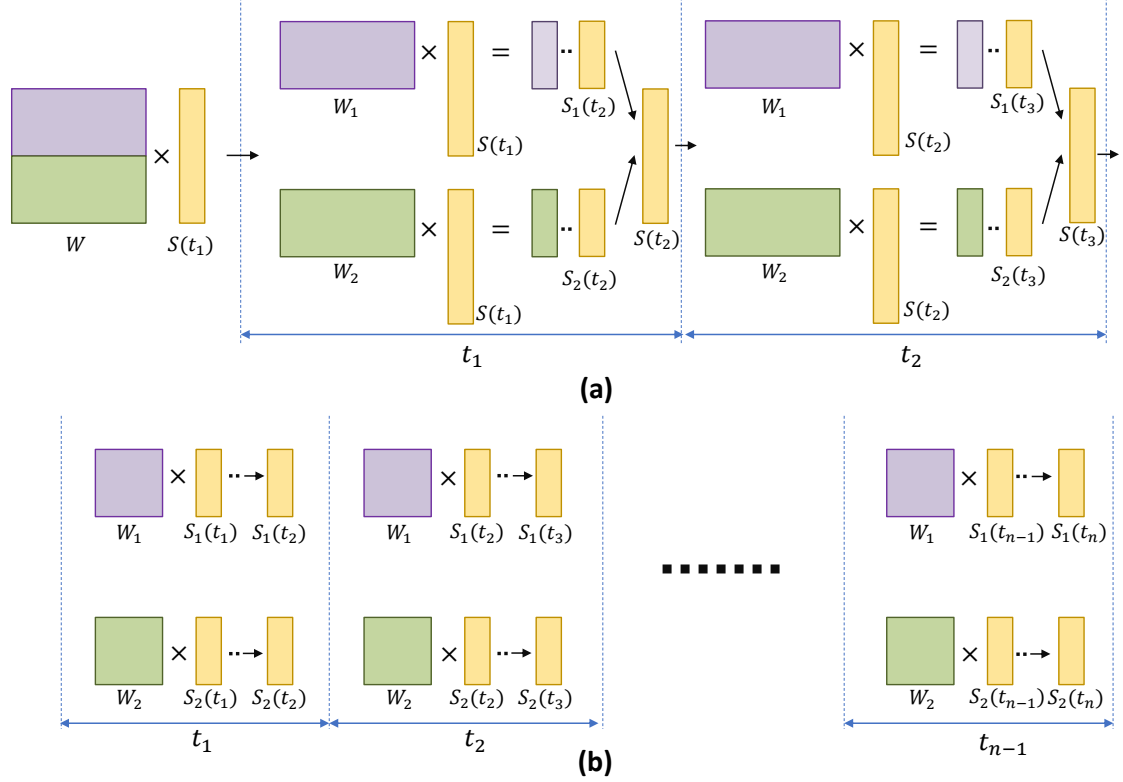 W₁ × S(t₁) = ·· S₁(t₂)
W₁ × S(t₂) = ·· S₁(t₃)
W × S(t₁)
S(t₂)
S(t₃)
W₂ × S(t₁) = ·· S₂(t₂)
W₂ × S(t₂) = ·· S₂(t₃)
t₁ t₂
(a)
W₁ × S₁(t₁) ·· S₁(t₂)
W₁ × S₁(t₂) ·· S₁(t₃)
W₁ × S₁(tₙ₋₁) ·· S₁(tₙ)
W₂ × S₂(t₁) ·· S₂(t₂)
W₂ × S₂(t₂) ·· S₂(t₃)
W₂ × S₂(tₙ₋₁) ·· S₂(tₙ)
t₁ t₂ tₙ₋₁
(b)